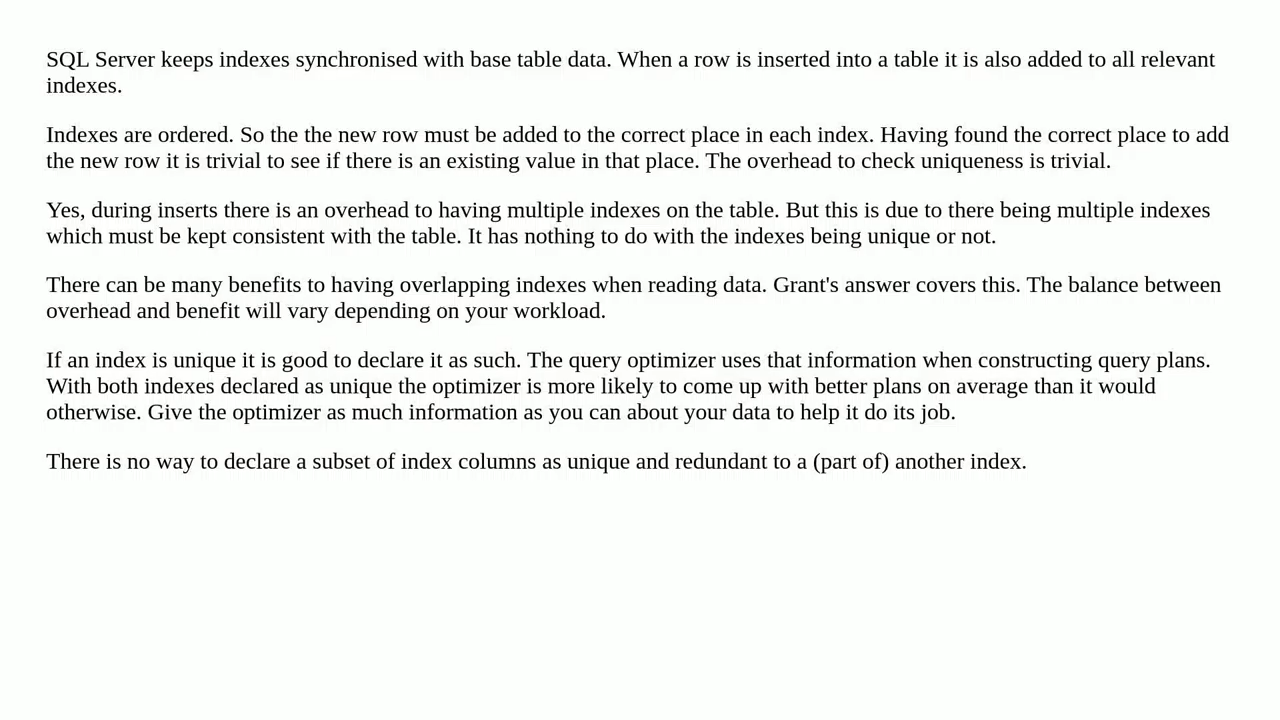 SQL Server keeps indexes synchronised with base table data. When a row is inserted into a table it is also added to all relevant
indexes.
Indexes are ordered. So the the new row must be added to the correct place in each index. Having found the correct place to add
the new row it is trivial to see if there is an existing value in that place. The overhead to check uniqueness is trivial.
Yes, during inserts there is an overhead to having multiple indexes on the table. But this is due to there being multiple indexes
which must be kept consistent with the table. It has nothing to do with the indexes being unique or not.
There can be many benefits to having overlapping indexes when reading data. Grant's answer covers this. The balance between
overhead and benefit will vary depending on your workload.
If an index is unique it is good to declare it as such. The query optimizer uses that information when constructing query plans.
With both indexes declared as unique the optimizer is more likely to come up with better plans on average than it would
otherwise. Give the optimizer as much information as you can about your data to help it do its job.
There is no way to declare a subset of index columns as unique and redundant to a (part of) another index.